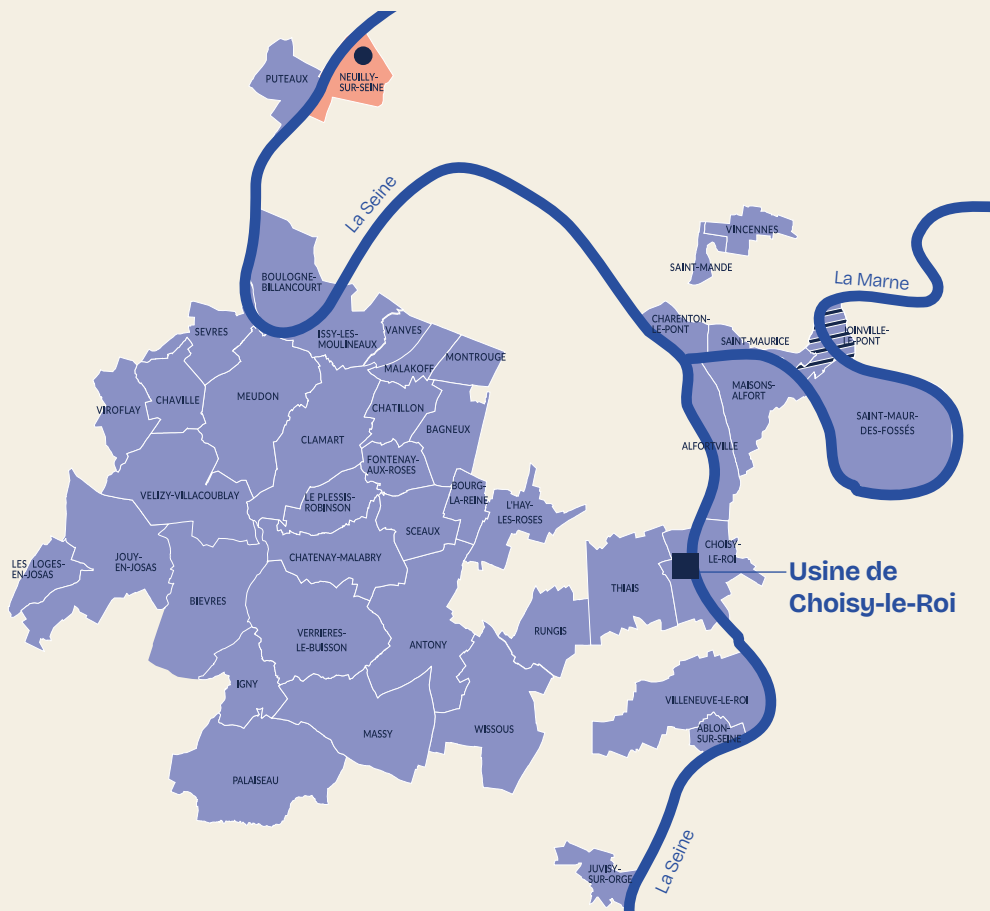 PUTEAUX
NEUILLY-
SUR-SEINE
La Seine
VINCENNES
SAINT-MANDE
La Marne
BOULOGNE-
BILLANCOURT
SEVRES
ISSY-LES-
MOULINEAUX
VANVES
MALAKOFF
MONTROUGE
CHARENTON-
LE-PONT
SAINT-MAURICE
JOINVILLE-
LE-PONT
VIROFLAY
CHAVILLE
MEUDON
CLAMART
CHATILLON
BAGNEUX
MAISONS-
ALFORT
SAINT-MAUR-
DES-FOSSÉS
ALFORTVILLE
FONTENAY-
AUX-ROSES
VELIZY-VILLACOUBLAY
LE PLESSIS-
ROBINSON
BOURG-
LA-REINE
L'HAY-
LES-ROSES
SCEAUX
CHOISY-
LE-ROI
LES LOGES-
EN-JOSAS
JOUY-
EN-JOSAS
CHATENAY-MALABRY
Usine de
Choisy-le-Roi
BIEVRES
THIAIS
VERRIERES-
LE-BUISSON
ANTONY
RUNGIS
IGNY
VILLENEUVE-LE-ROI
MASSY
WISSOUS
ABLON-
SUR-SEINE
PALAISEAU
JUVISY-
SUR-ORGE
La Seine